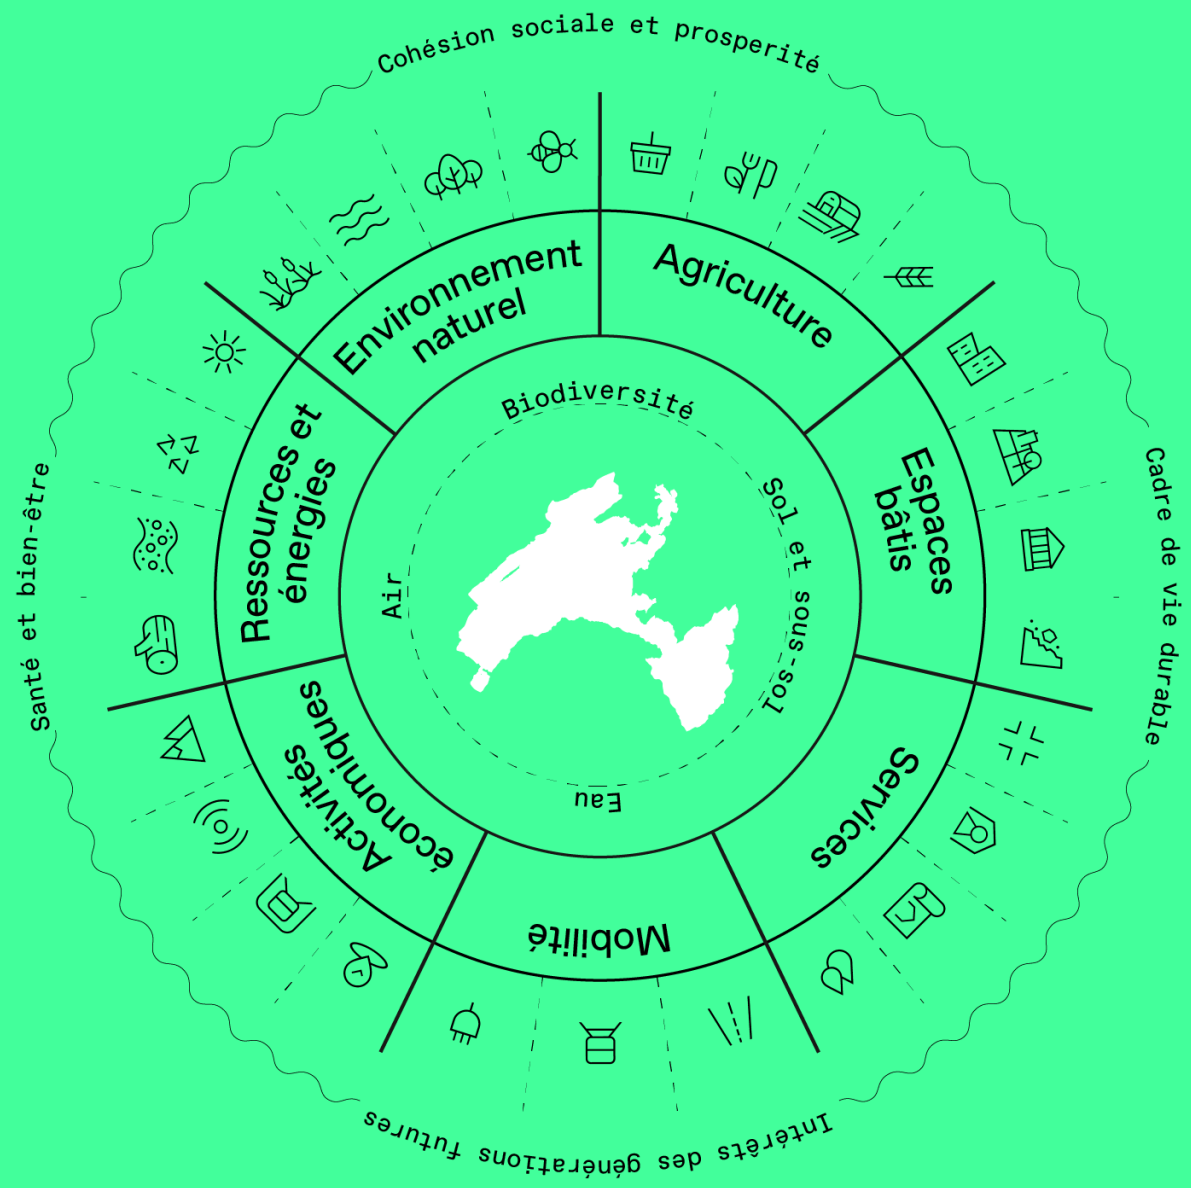 Cohésion sociale et prosperité
Cadre de vie durable
Intérêts des générations futures
Santé et bien-être
Environnement
naturel
Agriculture
Espaces
bâtis
Services
Mobilité
Activités
économiques
Ressources et
énergies
Biodiversité
Sol et sous-sol
Eau
Air